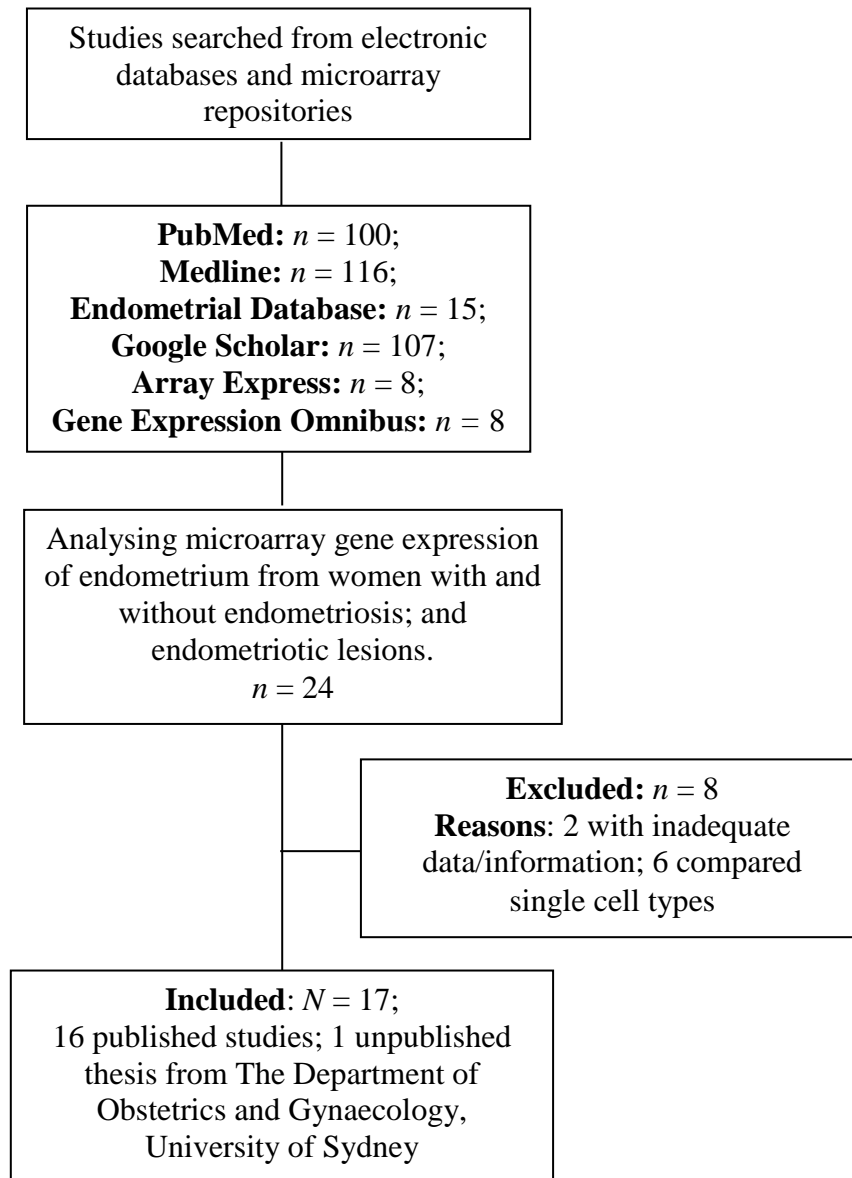 Studies searched from electronic
databases and microarray
repositories
PubMed: n = 100;
Medline: n = 116;
Endometrial Database: n = 15;
Google Scholar: n = 107;
Array Express: n = 8;
Gene Expression Omnibus: n = 8
Analysing microarray gene expression
of endometrium from women with and
without endometriosis; and
endometriotic lesions.
n = 24
Excluded: n = 8
Reasons: 2 with inadequate
data/information; 6 compared
single cell types
Included: N = 17;
16 published studies; 1 unpublished
thesis from The Department of
Obstetrics and Gynaecology,
University of Sydney